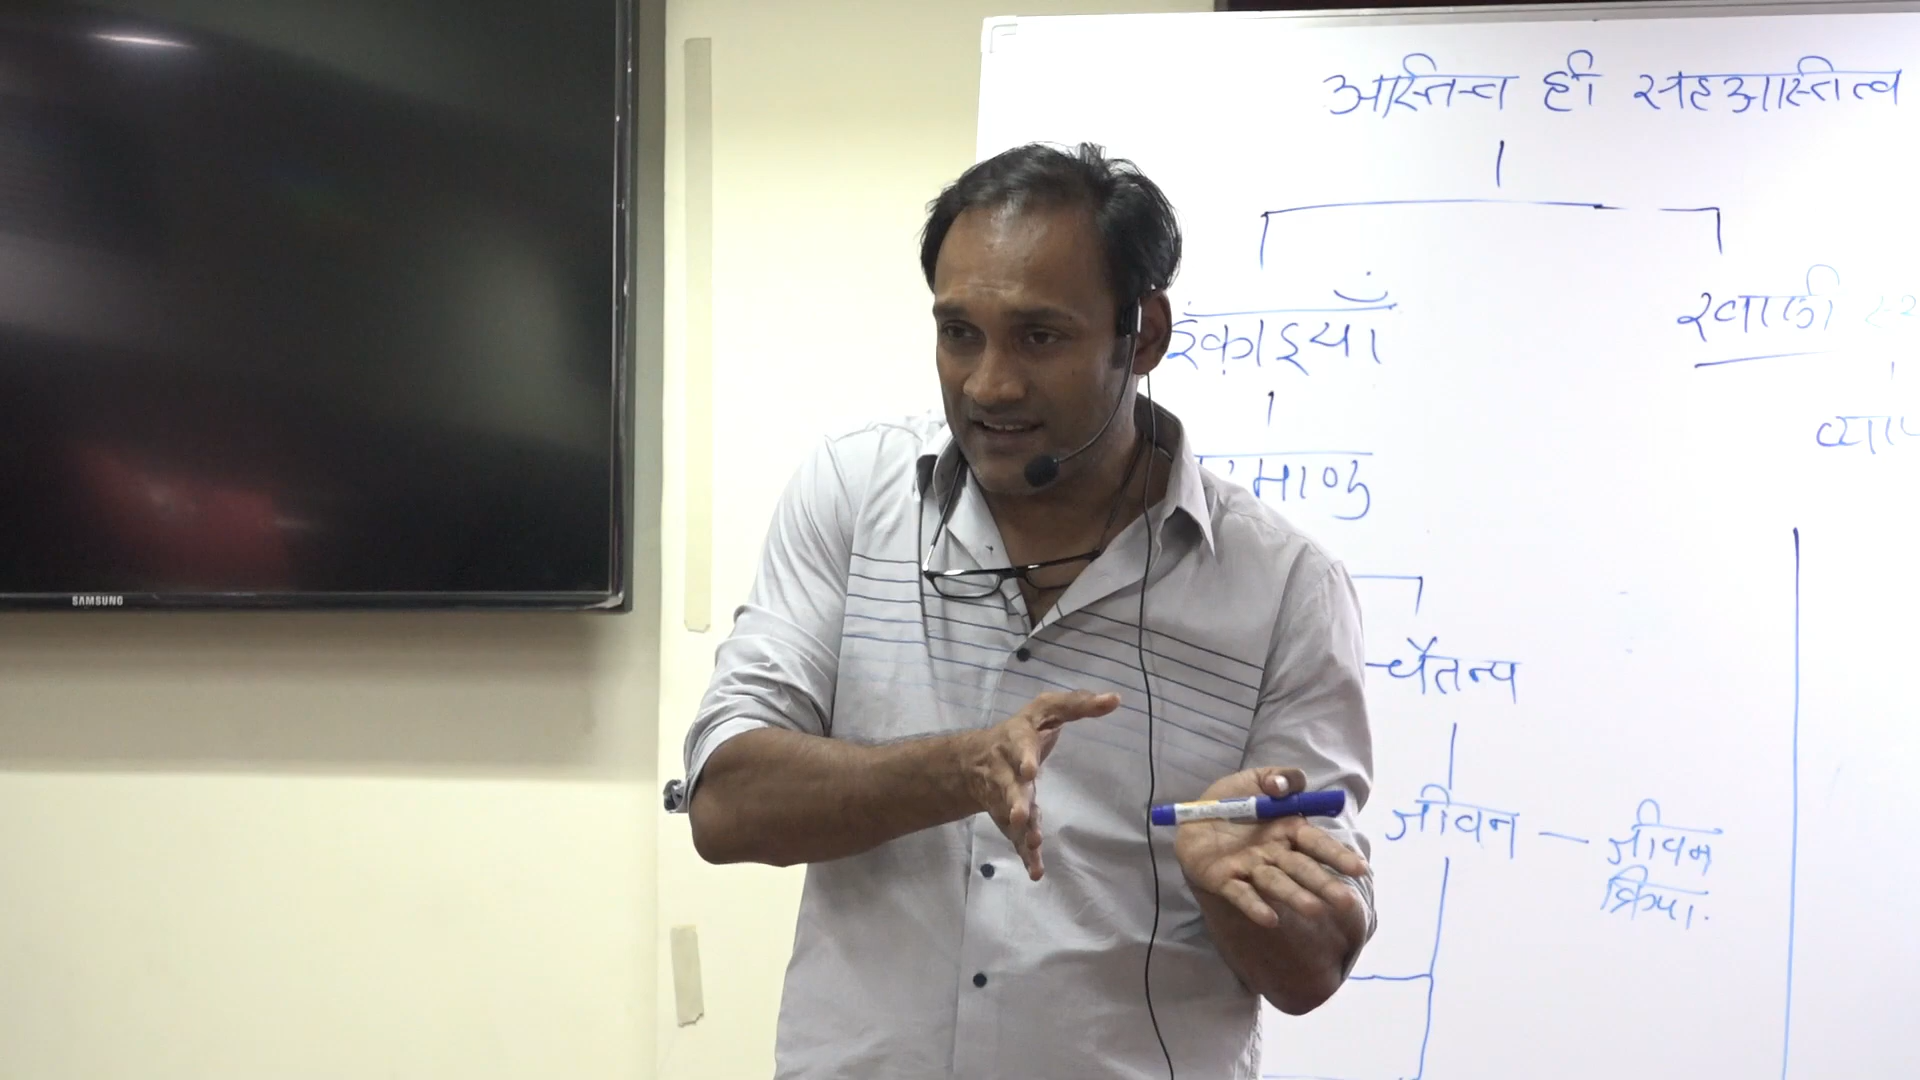 अस्तित्व ही सहअस्तित्व
इकाइयाँ
खाली
चैतन्य
जीवन — जीवन
क्रिया.
SAMSUNG